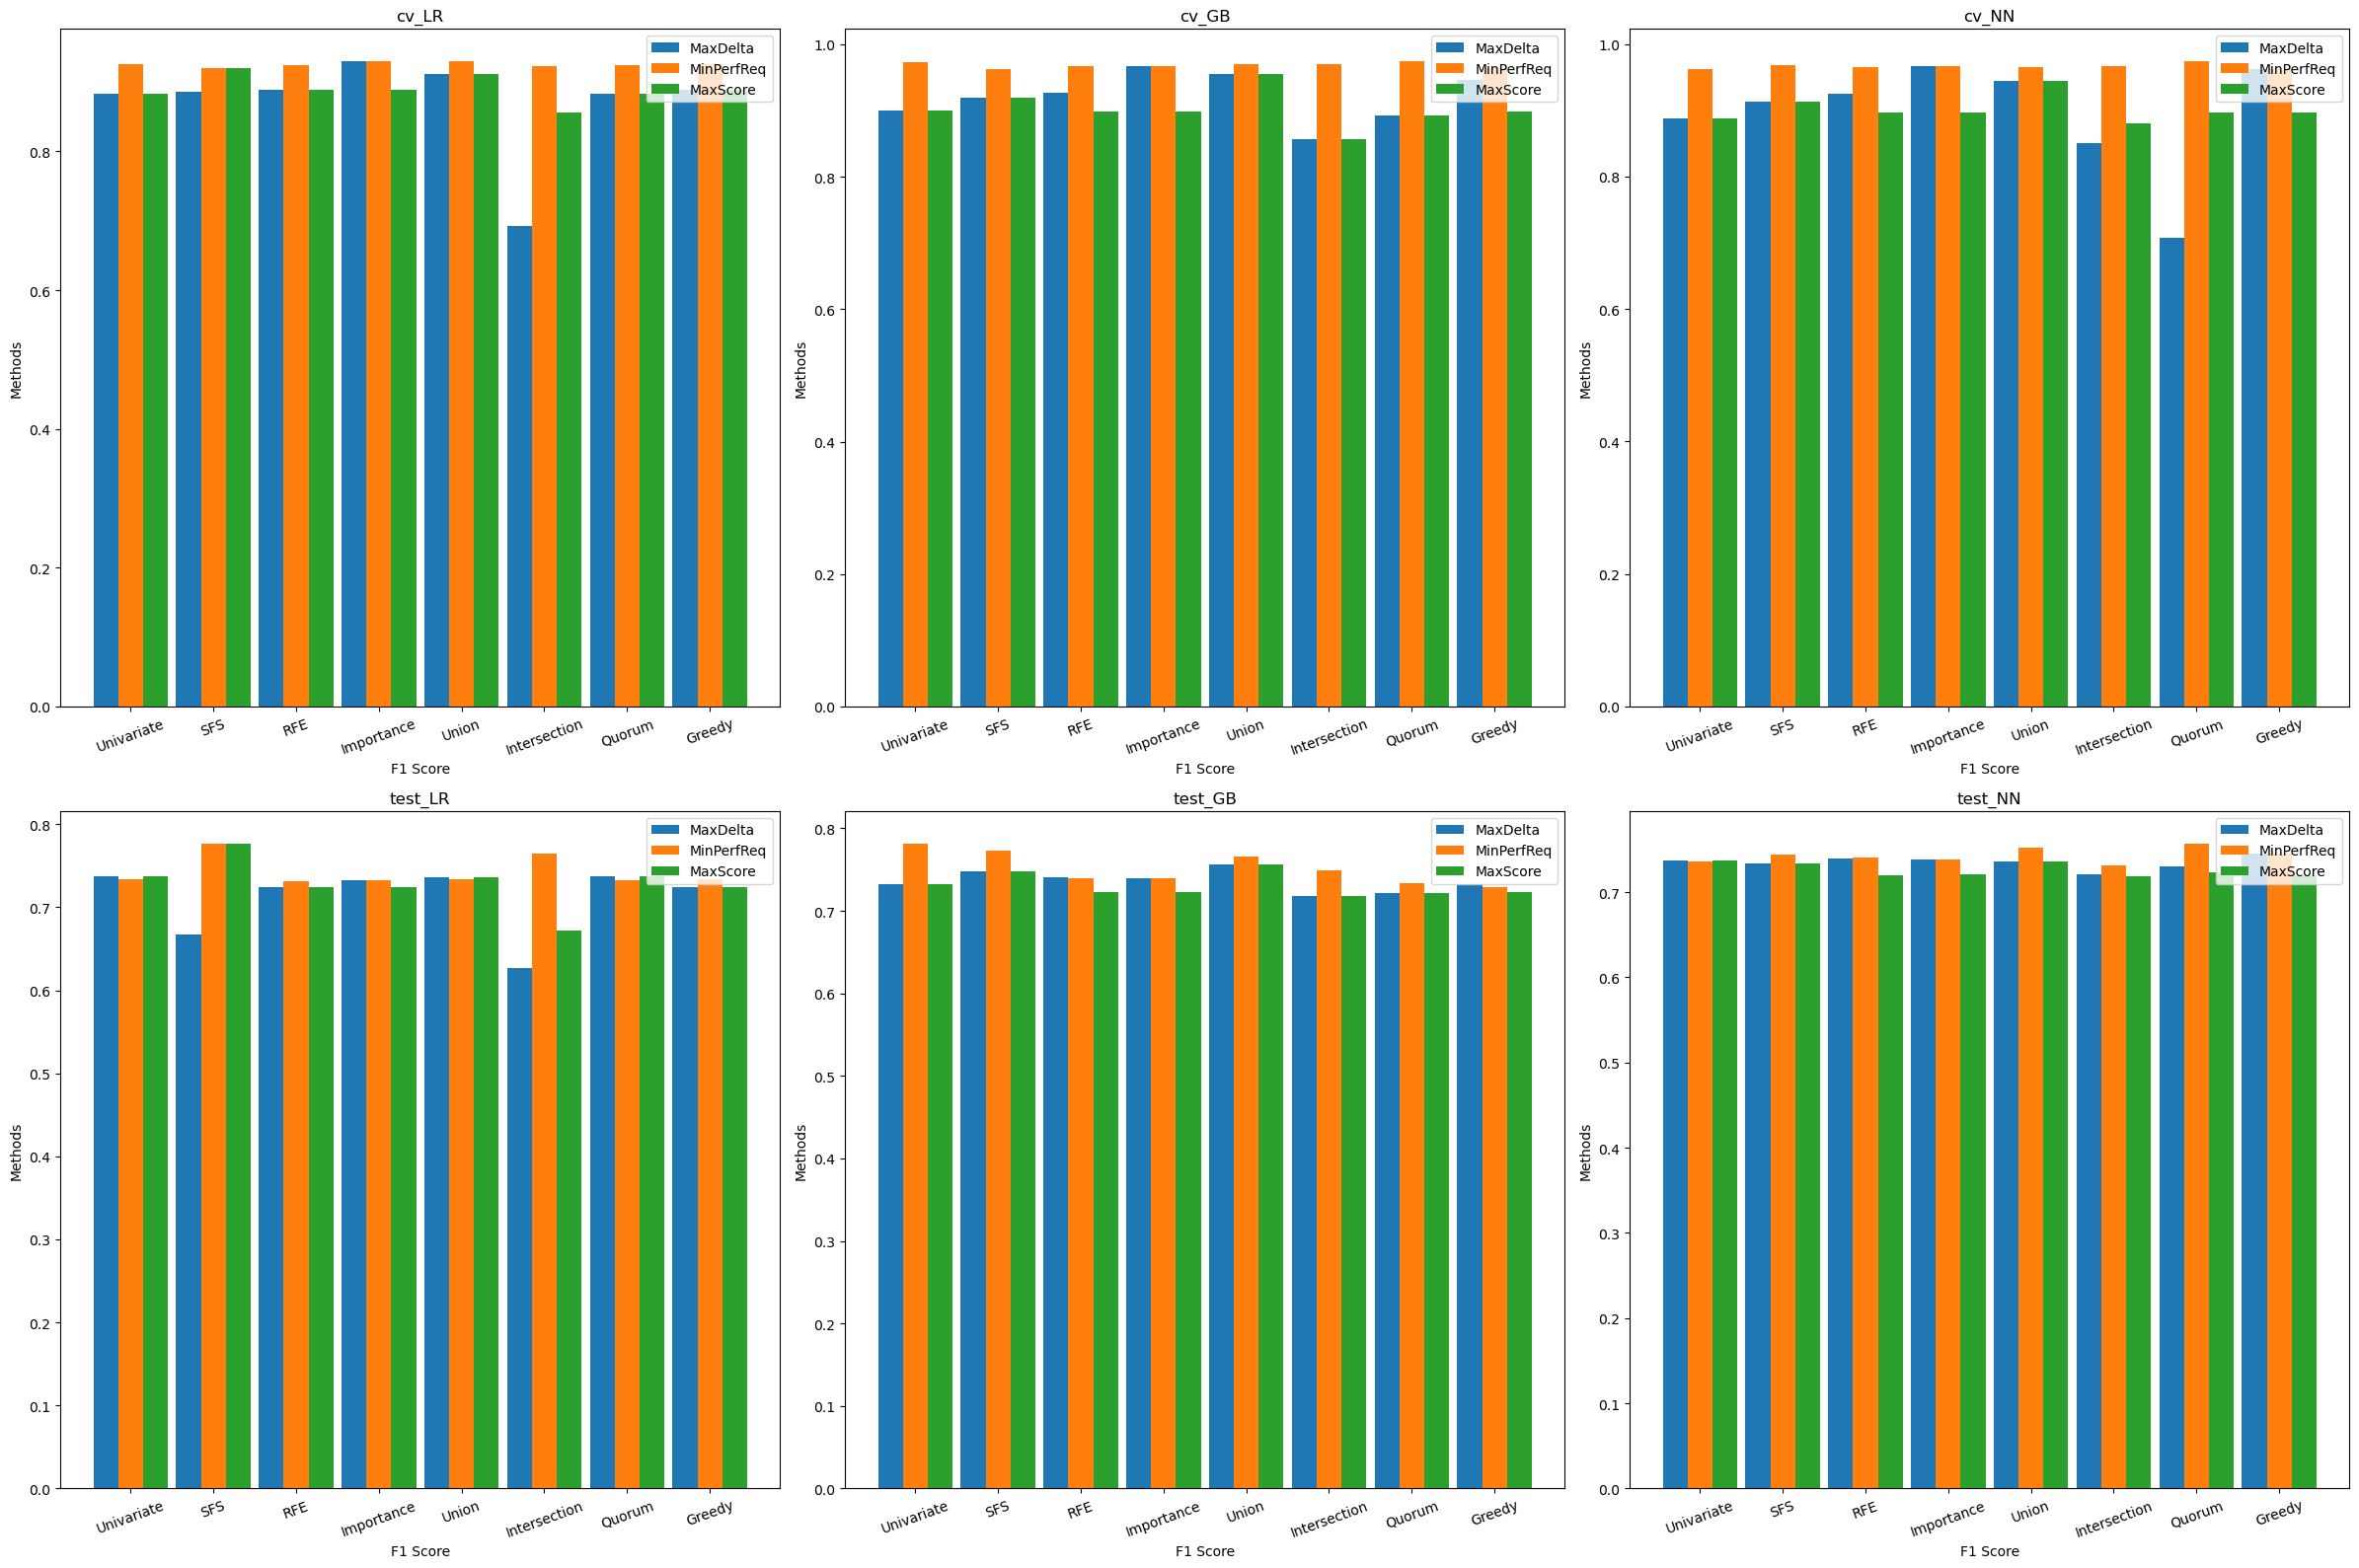 cv_LR
MaxDelta
MinPerfReq
MaxScore
0.8
0.6
0.4
0.2
0.0
Methods
Univariate
SFS
RFE
Importance
Union
Intersection
Quorum
Greedy
F1 Score
cv_GB
MaxDelta
MinPerfReq
MaxScore
1.0
0.8
0.6
0.4
0.2
0.0
Methods
Univariate
SFS
RFE
Importance
Union
Intersection
Quorum
Greedy
F1 Score
cv_NN
MaxDelta
MinPerfReq
MaxScore
1.0
0.8
0.6
0.4
0.2
0.0
Methods
Univariate
SFS
RFE
Importance
Union
Intersection
Quorum
Greedy
F1 Score
test_LR
MaxDelta
MinPerfReq
MaxScore
0.8
0.7
0.6
0.5
0.4
0.3
0.2
0.1
0.0
Methods
Univariate
SFS
RFE
Importance
Union
Intersection
Quorum
Greedy
F1 Score
test_GB
MaxDelta
MinPerfReq
MaxScore
0.8
0.7
0.6
0.5
0.4
0.3
0.2
0.1
0.0
Methods
Univariate
SFS
RFE
Importance
Union
Intersection
Quorum
Greedy
F1 Score
test_NN
MaxDelta
MinPerfReq
MaxScore
0.7
0.6
0.5
0.4
0.3
0.2
0.1
0.0
Methods
Univariate
SFS
RFE
Importance
Union
Intersection
Quorum
Greedy
F1 Score